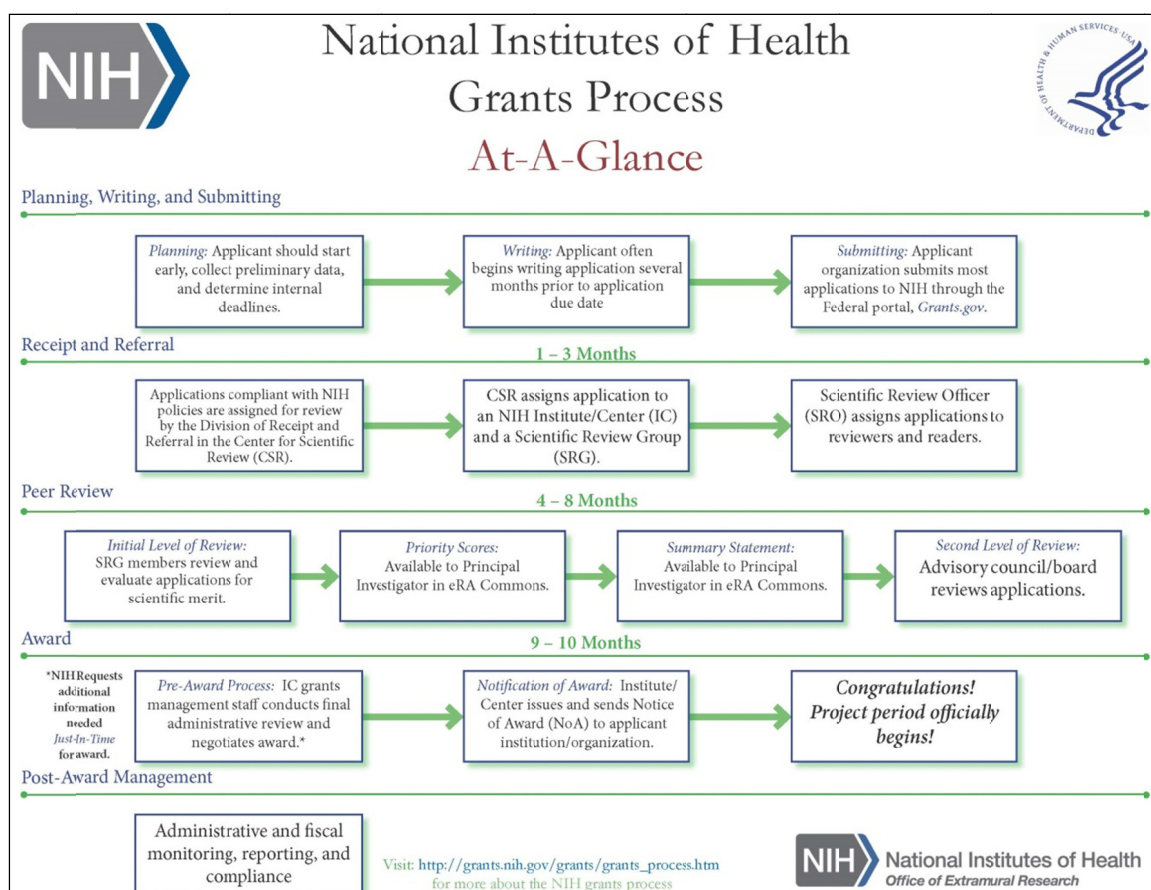 NIH
National Institutes of Health
Grants Process
At-A-Glance
DEPARTMENT OF HEALTH & HUMAN SERVICES·USA
Planning, Writing, and Submitting
Planning: Applicant should start
early, collect preliminary data,
and determine internal
deadlines.
Writing: Applicant often
begins writing application several
months prior to application
due date
Submitting: Applicant
organization submits most
applications to NIH through the
Federal portal, Grants.gov.
Receipt and Referral
1 – 3 Months
Applications compliant with NIH
policies are assigned for review
by the Division of Receipt and
Referral in the Center for Scientific
Review (CSR).
CSR assigns application to
an NIH Institute/Center (IC)
and a Scientific Review Group
(SRG).
Scientific Review Officer
(SRO) assigns applications to
reviewers and readers.
Peer Review
4 – 8 Months
Initial Level of Review:
SRG members review and
evaluate applications for
scientific merit.
Priority Scores:
Available to Principal
Investigator in eRA Commons.
Summary Statement:
Available to Principal
Investigator in eRA Commons.
Second Level of Review:
Advisory council/board
reviews applications.
Award
9 – 10 Months
*NIH Requests
additional
information
needed
Just-In-Time
for award.
Pre-Award Process: IC grants
management staff conducts final
administrative review and
negotiates award.*
Notification of Award: Institute/
Center issues and sends Notice
of Award (NoA) to applicant
institution/organization.
Congratulations!
Project period officially
begins!
Post-Award Management
Administrative and fiscal
monitoring, reporting, and
compliance
Visit: http://grants.nih.gov/grants/grants_process.htm
for more about the NIH grants process
NIH
National Institutes of Health
Office of Extramural Research